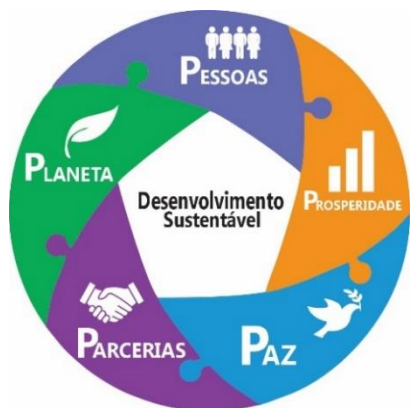 PESSOAS
PLANETA
Desenvolvimento
Sustentável
PROSPERIDADE
PARCERIAS
PAZ